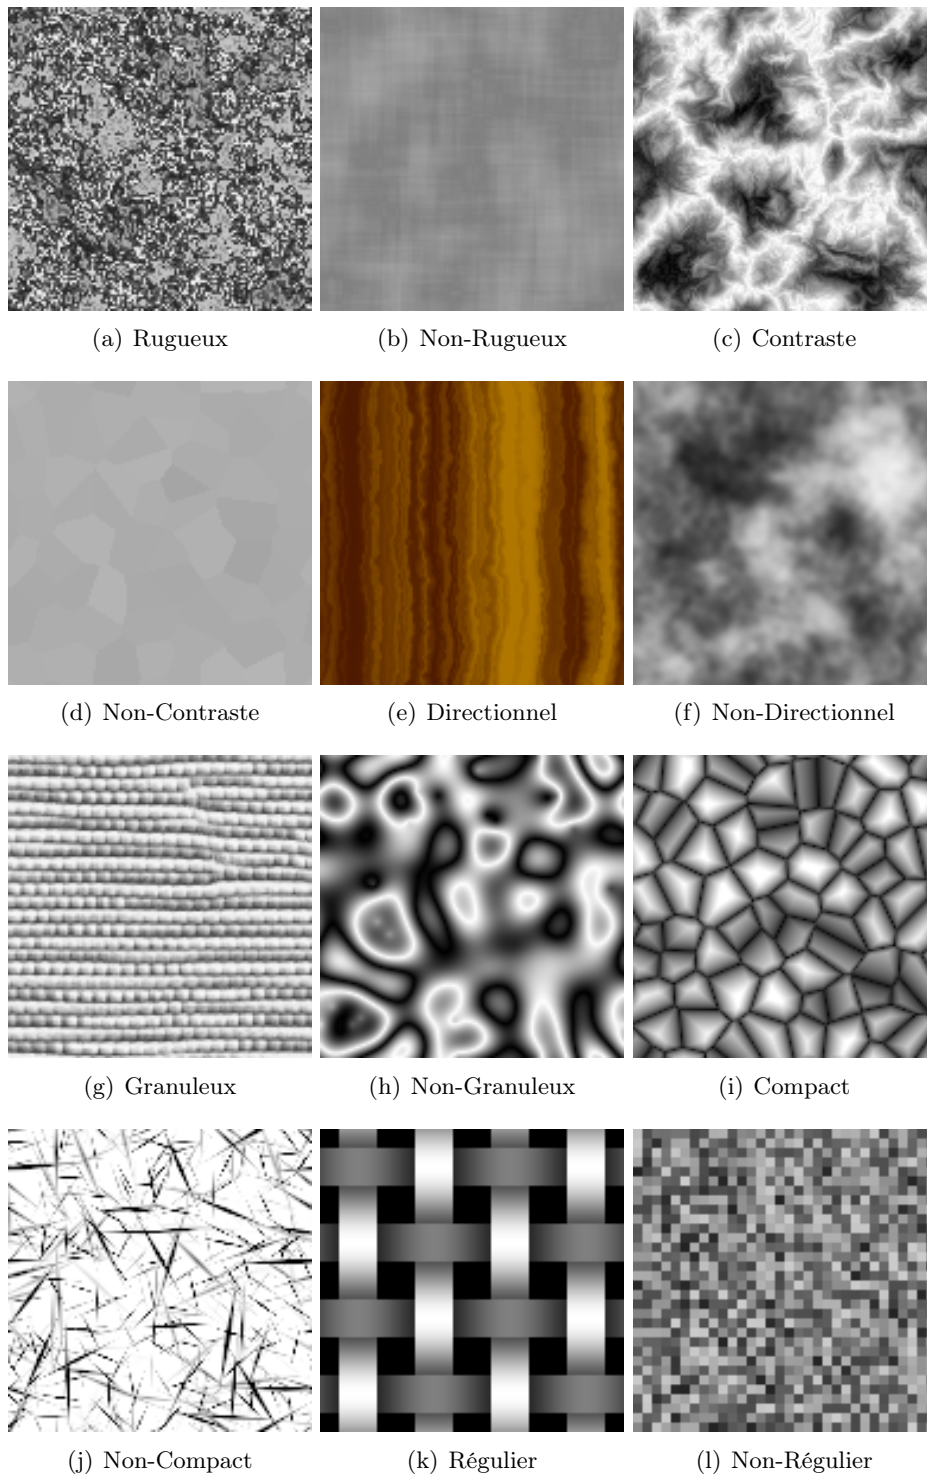 (a) Rugueux
(b) Non-Rugueux
(c) Contraste
(d) Non-Contraste
(e) Directionnel
(f) Non-Directionnel
(g) Granuleux
(h) Non-Granuleux
(i) Compact
(j) Non-Compact
(k) Régulier
(l) Non-Régulier